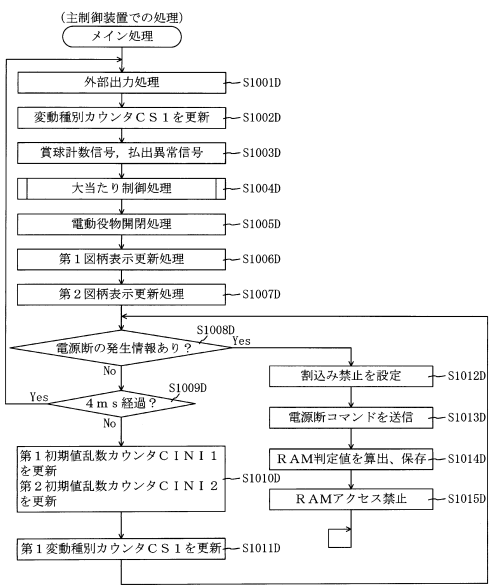 (主制御装置での処理)
メイン処理
外部出力処理
S1001D
変動種別カウンタCS1を更新
S1002D
賞球計数信号，払出異常信号
S1003D
大当たり制御処理
S1004D
電動役物開閉処理
S1005D
第1図柄表示更新処理
S1006D
第2図柄表示更新処理
S1007D
電源断の発生情報あり？
S1008D
Yes
No
4ms経過？
S1009D
Yes
No
第1初期値乱数カウンタCINI1
を更新
第2初期値乱数カウンタCINI2
を更新
S1010D
第1変動種別カウンタCS1を更新
S1011D
割込み禁止を設定
S1012D
電源断コマンドを送信
S1013D
RAM判定値を算出、保存
S1014D
RAMアクセス禁止
S1015D